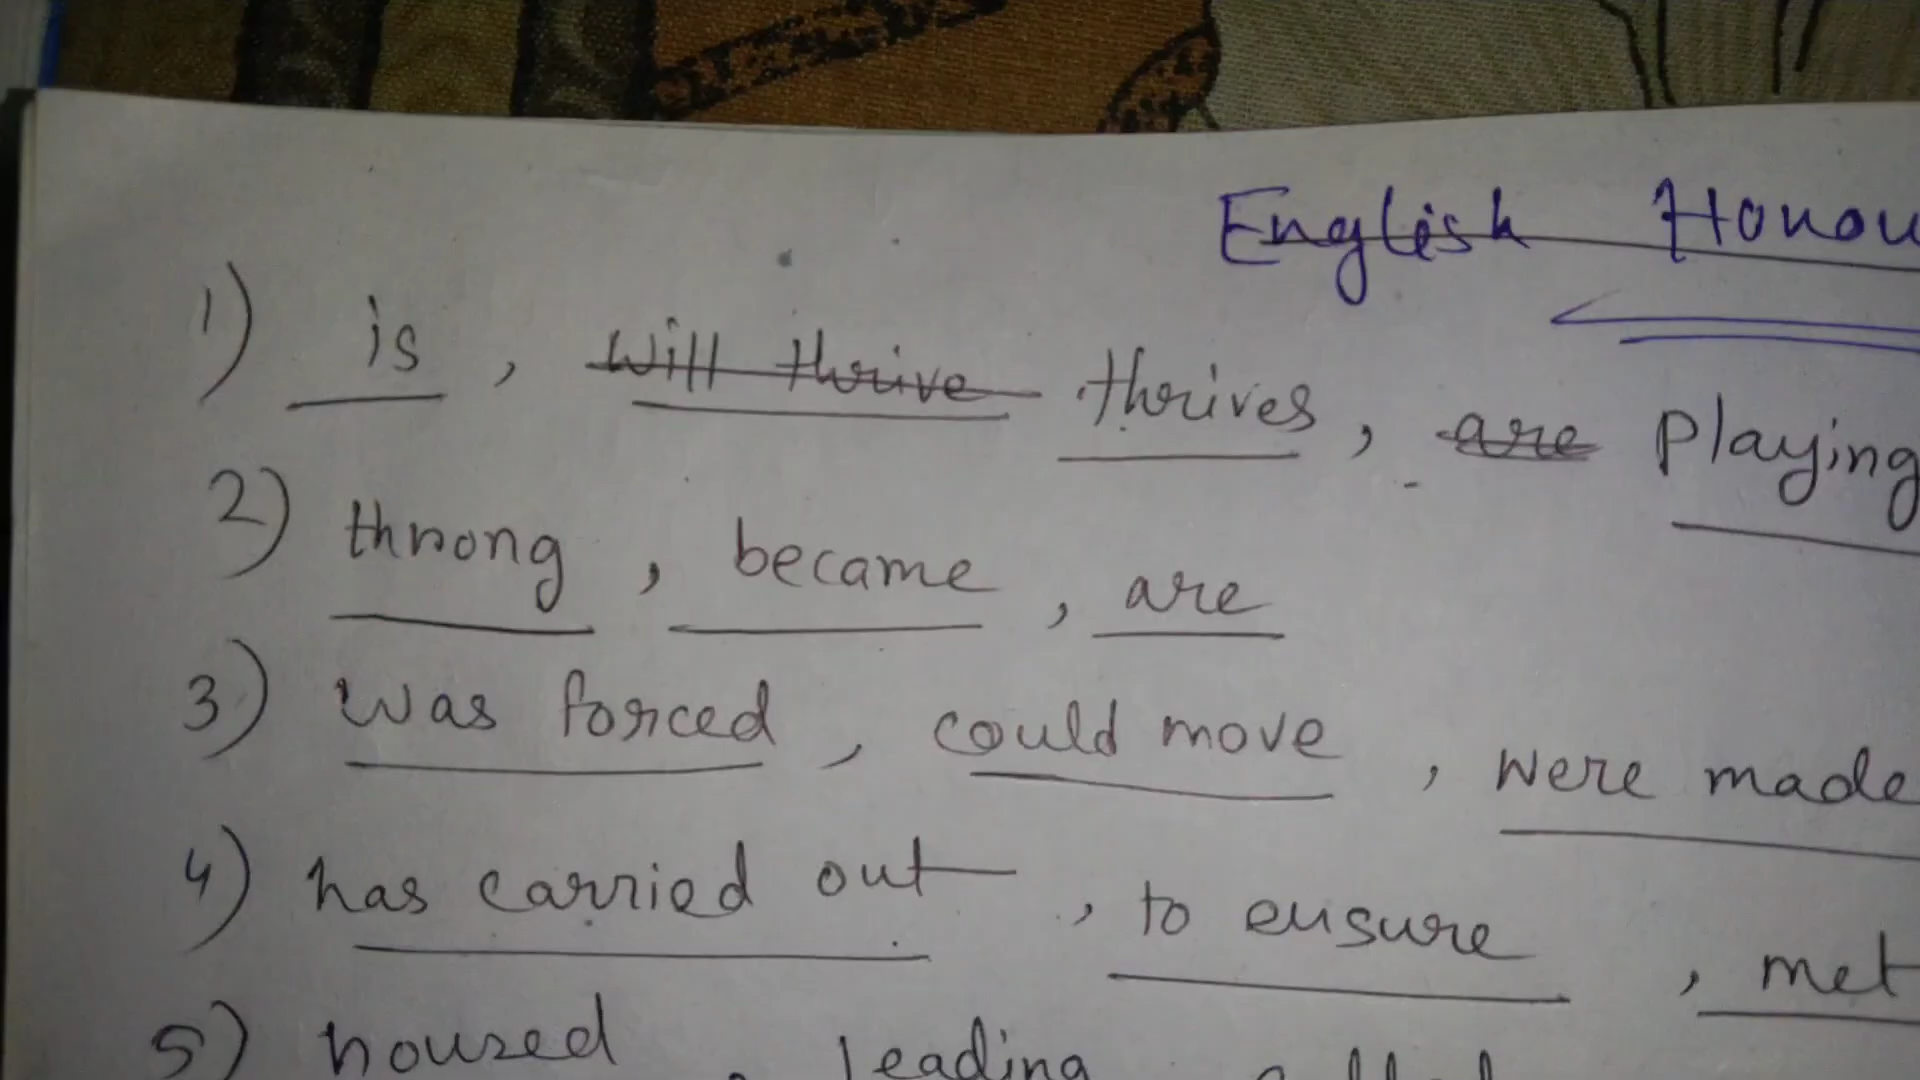 English Honou
1) is, will thrive thrives, are Playing
2) throng, became, are
3) was forced, could move, were made
4) has carried out, to ensure, met
5) housed, leading